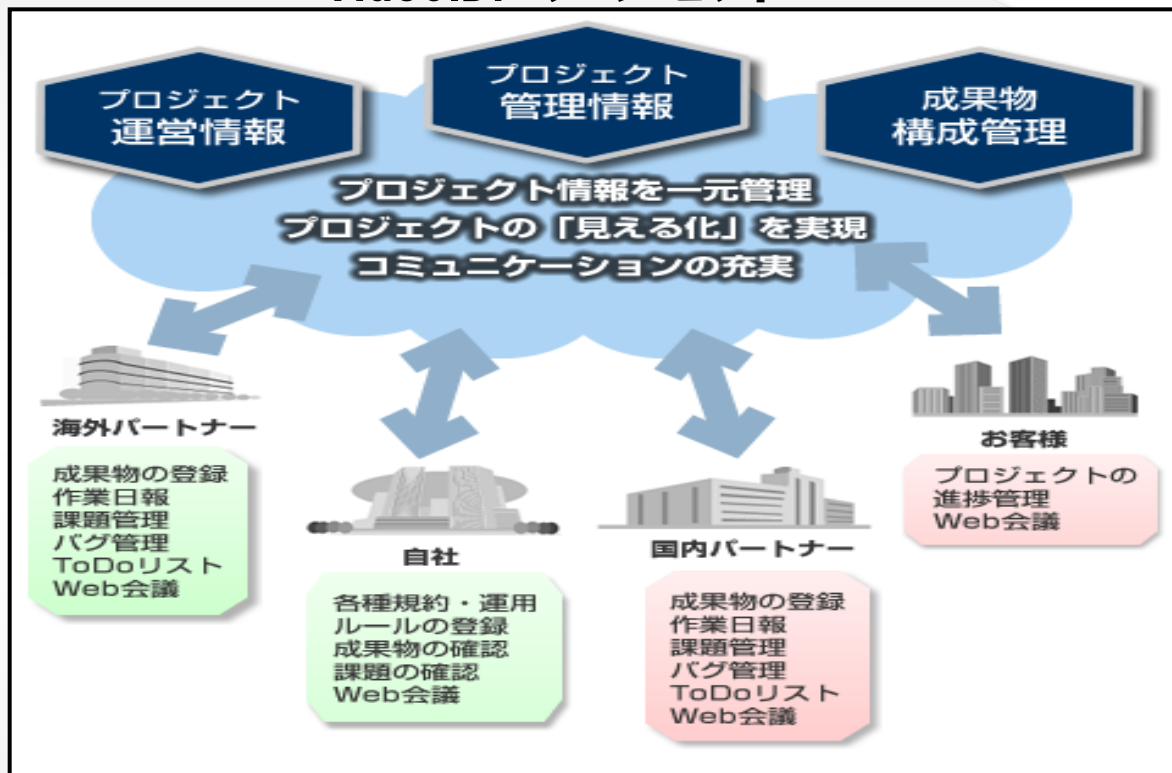 プロジェクト
運営情報
プロジェクト
管理情報
成果物
構成管理
プロジェクト情報を一元管理
プロジェクトの「見える化」を実現
コミュニケーションの充実
海外パートナー
成果物の登録
作業日報
課題管理
バグ管理
ToDoリスト
Web会議
自社
各種規約・運用
ルールの登録
成果物の確認
課題の確認
Web会議
国内パートナー
成果物の登録
作業日報
課題管理
バグ管理
ToDoリスト
Web会議
お客様
プロジェクトの
進捗管理
Web会議